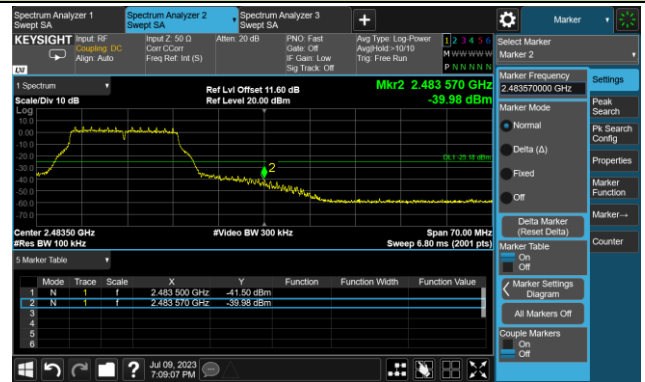 Spectrum Analyzer 1
Swept SA
Spectrum Analyzer 2
Swept SA
Spectrum Analyzer 3
Swept SA
Marker
KEYSIGHT
Input: RF
Coupling: DC
Align: Auto
Input Z: 50 Ω
Corr CCorr
Freq Ref: Int (S)
Atten: 20 dB
PNO: Fast
Gate: Off
IF Gain: Low
Sig Track: Off
Avg Type: Log-Power
Avg|Hold:>10/10
Trig: Free Run
1 2 3 4 5 6
M W W W W W
P N N N N N
LXI
Select Marker
Marker 2
Marker Frequency
2.483570000 GHz
Marker Mode
Normal
Delta (Δ)
Fixed
Off
Delta Marker
(Reset Delta)
Marker Table
On
Off
Marker Settings
Diagram
All Markers Off
Couple Markers
On
Off
Settings
Peak
Search
Pk Search
Config
Properties
Marker
Function
Marker→
Counter
1 Spectrum
Scale/Div 10 dB
Ref Lvl Offset 11.60 dB
Ref Level 20.00 dBm
Mkr2 2.483 570 GHz
-39.98 dBm
Log
10.0
0.00
-10.0
-20.0
-30.0
-40.0
-50.0
-60.0
-70.0
2
Center 2.48350 GHz
#Res BW 100 kHz
#Video BW 300 kHz
Span 70.00 MHz
Sweep 6.80 ms (2001 pts)
5 Marker Table
Mode Trace Scale X Y Function Function Width Function Value
1 N 1 f 2.483 500 GHz -41.50 dBm
2 N 1 f 2.483 570 GHz -39.98 dBm
3
4
5
6
?
Jul 09, 2023
7:09:07 PM